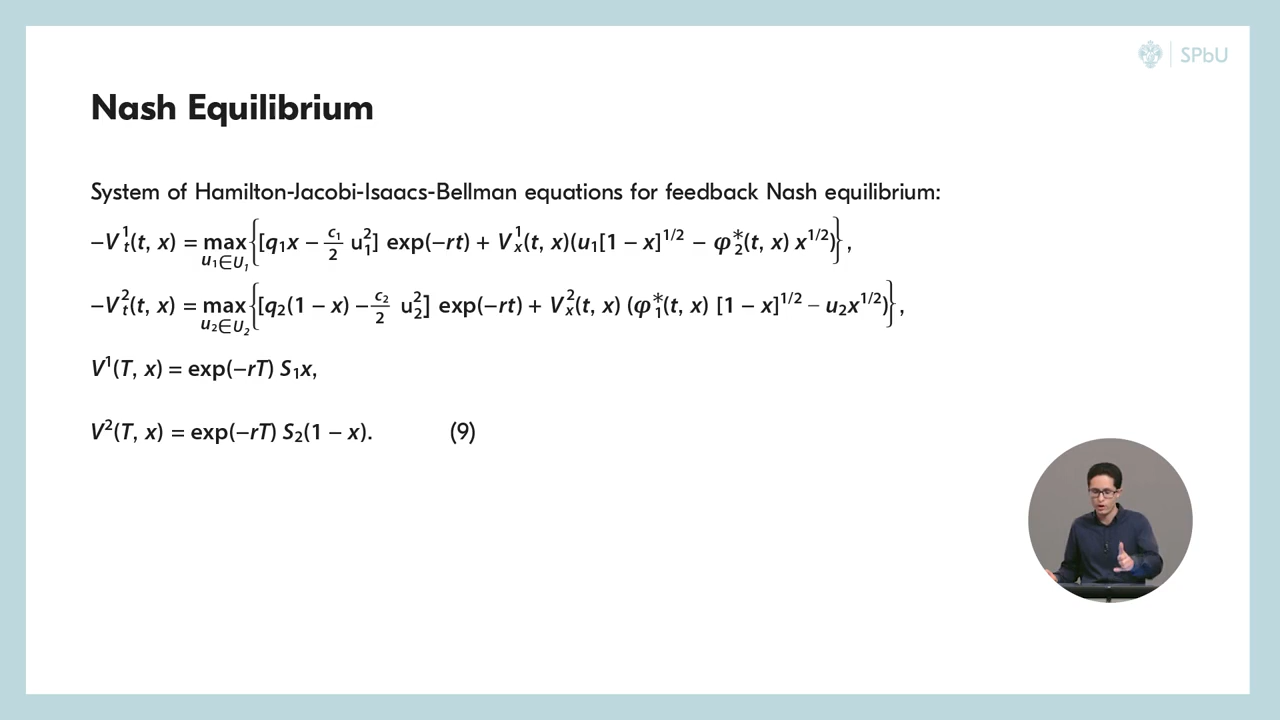 SPbU
Nash Equilibrium
System of Hamilton-Jacobi-Isaacs-Bellman equations for feedback Nash equilibrium:
−V¹ₜ(t, x) = max_{u₁∈U₁} {[q₁x − c₁/2 u₁²] exp(−rt) + V¹ₓ(t, x)(u₁[1 − x]^{1/2} − φ₂*(t, x) x^{1/2})} ,
−V²ₜ(t, x) = max_{u₂∈U₂} {[q₂(1 − x) − c₂/2 u₂²] exp(−rt) + V²ₓ(t, x) (φ₁*(t, x) [1 − x]^{1/2} − u₂x^{1/2})} ,
V¹(T, x) = exp(−rT) S₁x,
V²(T, x) = exp(−rT) S₂(1 − x). (9)